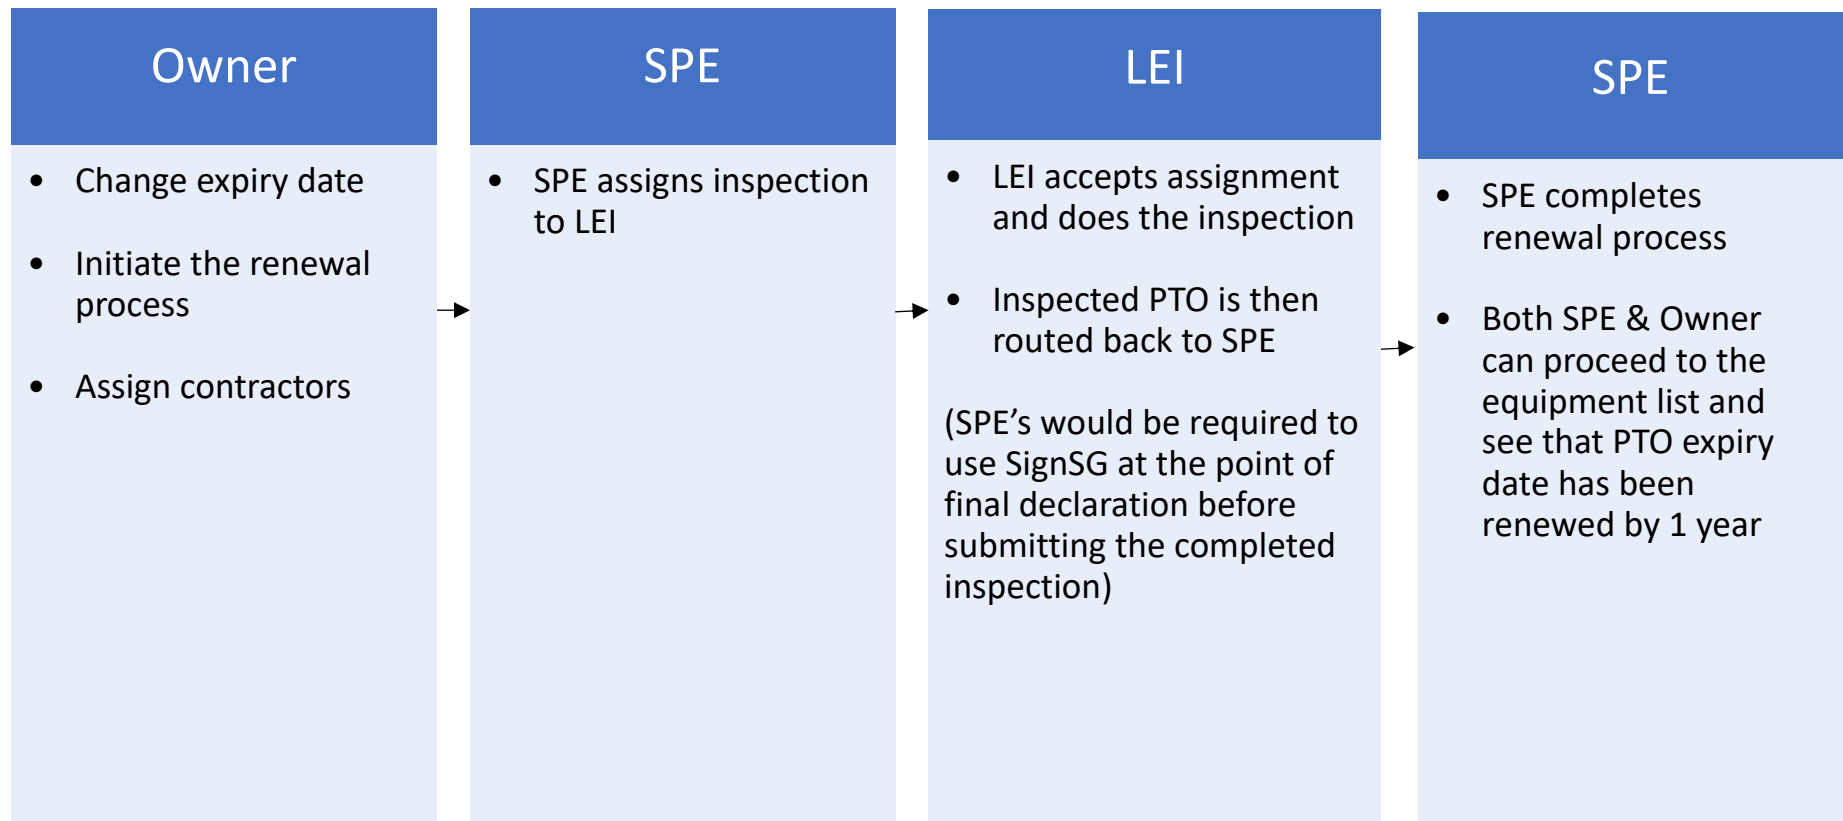 Owner
• Change expiry date
• Initiate the renewal
process
• Assign contractors
SPE
• SPE assigns inspection
to LEI
LEI
• LEI accepts assignment
and does the inspection
• Inspected PTO is then
routed back to SPE
(SPE’s would be required to
use SignSG at the point of
final declaration before
submitting the completed
inspection)
SPE
• SPE completes
renewal process
• Both SPE & Owner
can proceed to the
equipment list and
see that PTO expiry
date has been
renewed by 1 year